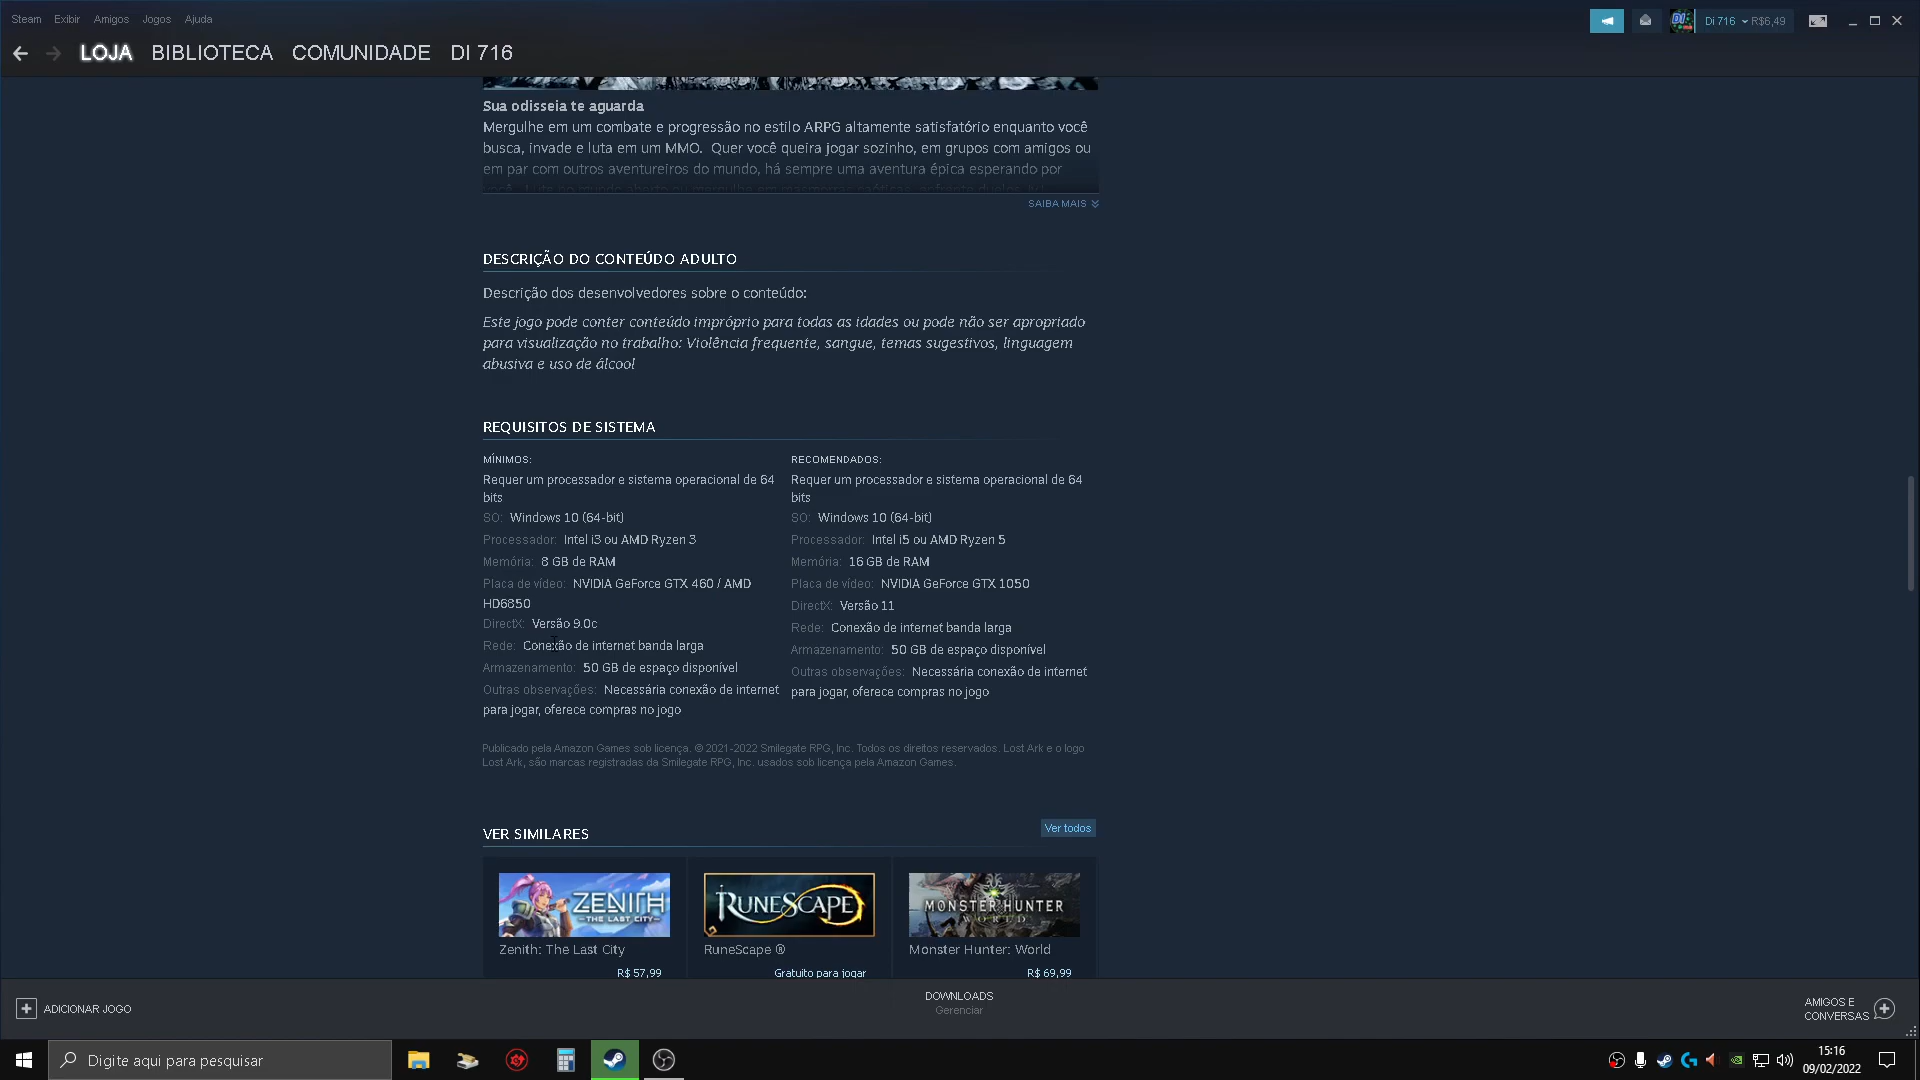 Steam Exibir Amigos Jogos Ajuda
Di 716 R$6,49
LOJA BIBLIOTECA COMUNIDADE DI 716
Sua odisseia te aguarda
Mergulhe em um combate e progressão no estilo ARPG altamente satisfatório enquanto você
busca, invade e luta em um MMO. Quer você queira jogar sozinho, em grupos com amigos ou
em par com outros aventureiros do mundo, há sempre uma aventura épica esperando por
SAIBA MAIS
DESCRIÇÃO DO CONTEÚDO ADULTO
Descrição dos desenvolvedores sobre o conteúdo:
Este jogo pode conter conteúdo impróprio para todas as idades ou pode não ser apropriado
para visualização no trabalho: Violência frequente, sangue, temas sugestivos, linguagem
abusiva e uso de álcool
REQUISITOS DE SISTEMA
MÍNIMOS:
Requer um processador e sistema operacional de 64
bits
SO: Windows 10 (64-bit)
Processador: Intel i3 ou AMD Ryzen 3
Memória: 8 GB de RAM
Placa de vídeo: NVIDIA GeForce GTX 460 / AMD
HD6850
DirectX: Versão 9.0c
Rede: Conexão de internet banda larga
Armazenamento: 50 GB de espaço disponível
Outras observações: Necessária conexão de internet
para jogar, oferece compras no jogo
RECOMENDADOS:
Requer um processador e sistema operacional de 64
bits
SO: Windows 10 (64-bit)
Processador: Intel i5 ou AMD Ryzen 5
Memória: 16 GB de RAM
Placa de vídeo: NVIDIA GeForce GTX 1050
DirectX: Versão 11
Rede: Conexão de internet banda larga
Armazenamento: 50 GB de espaço disponível
Outras observações: Necessária conexão de internet
para jogar, oferece compras no jogo
Publicado pela Amazon Games sob licença. © 2021-2022 Smilegate RPG, Inc. Todos os direitos reservados. Lost Ark e o logo
Lost Ark, são marcas registradas da Smilegate RPG, Inc. usados sob licença pela Amazon Games.
VER SIMILARES
Ver todos
ZENITH
THE LAST CITY
RUNESCAPE
MONSTER HUNTER
WORLD
Zenith: The Last City
RuneScape ®
Monster Hunter: World
R$ 57,99
Gratuito para jogar
R$ 69,99
ADICIONAR JOGO
DOWNLOADS
Gerenciar
AMIGOS E
CONVERSAS
Digite aqui para pesquisar
15:16
09/02/2022